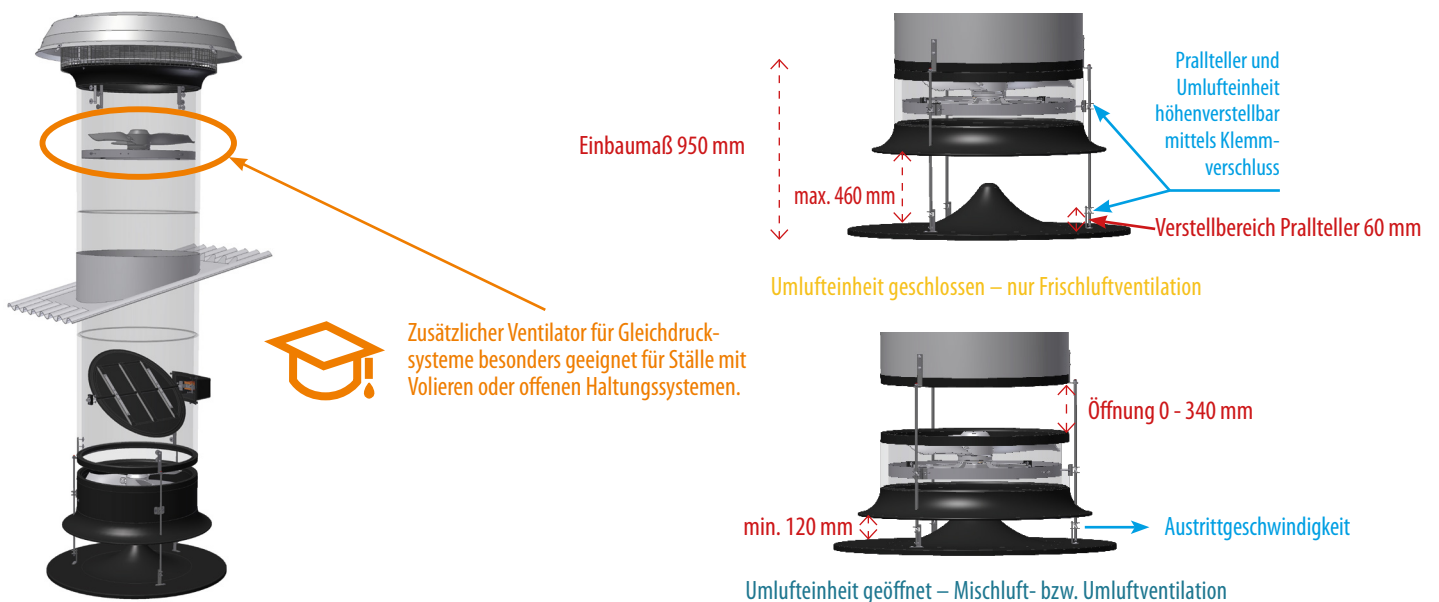 Zusätzlicher Ventilator für Gleichdruck-
systeme besonders geeignet für Ställe mit
Volieren oder offenen Haltungssystemen.
Einbaumaß 950 mm
max. 460 mm
Prallteller und
Umlufteinheit
höhenverstellbar
mittels Klemm-
verschluss
Verstellbereich Prallteller 60 mm
Umlufteinheit geschlossen – nur Frischluftventilation
Öffnung 0 - 340 mm
min. 120 mm
Austrittgeschwindigkeit
Umlufteinheit geöffnet – Mischluft- bzw. Umluftventilation